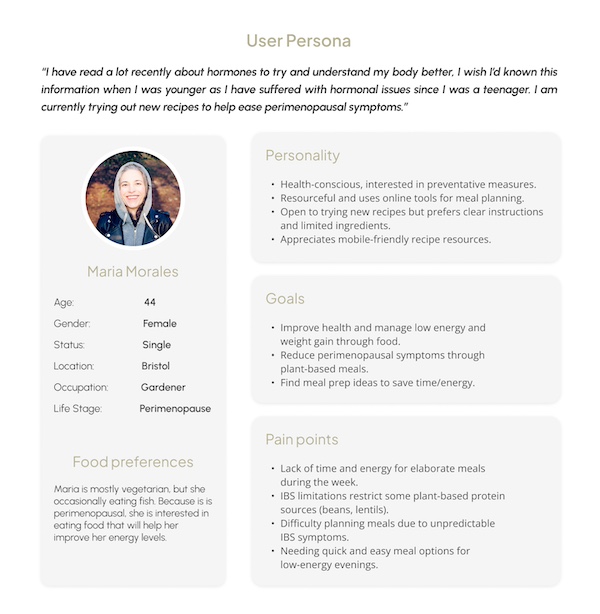 User Persona
"I have read a lot recently about hormones to try and understand my body better, I wish I'd known this
information when I was younger as I have suffered with hormonal issues since I was a teenager. I am
currently trying out new recipes to help ease perimenopausal symptoms."
Maria Morales
Age: 44
Gender: Female
Status: Single
Location: Bristol
Occupation: Gardener
Life Stage: Perimenopause
Food preferences
Maria is mostly vegetarian, but she
occasionally eating fish. Because is is
perimenopausal, she is interested in
eating food that will help her
improve her energy levels.
Personality
• Health-conscious, interested in preventative measures.
• Resourceful and uses online tools for meal planning.
• Open to trying new recipes but prefers clear instructions
and limited ingredients.
• Appreciates mobile-friendly recipe resources.
Goals
• Improve health and manage low energy and
weight gain through food.
• Reduce perimenopausal symptoms through
plant-based meals.
• Find meal prep ideas to save time/energy.
Pain points
• Lack of time and energy for elaborate meals
during the week.
• IBS limitations restrict some plant-based protein
sources (beans, lentils).
• Difficulty planning meals due to unpredictable
IBS symptoms.
• Needing quick and easy meal options for
low-energy evenings.